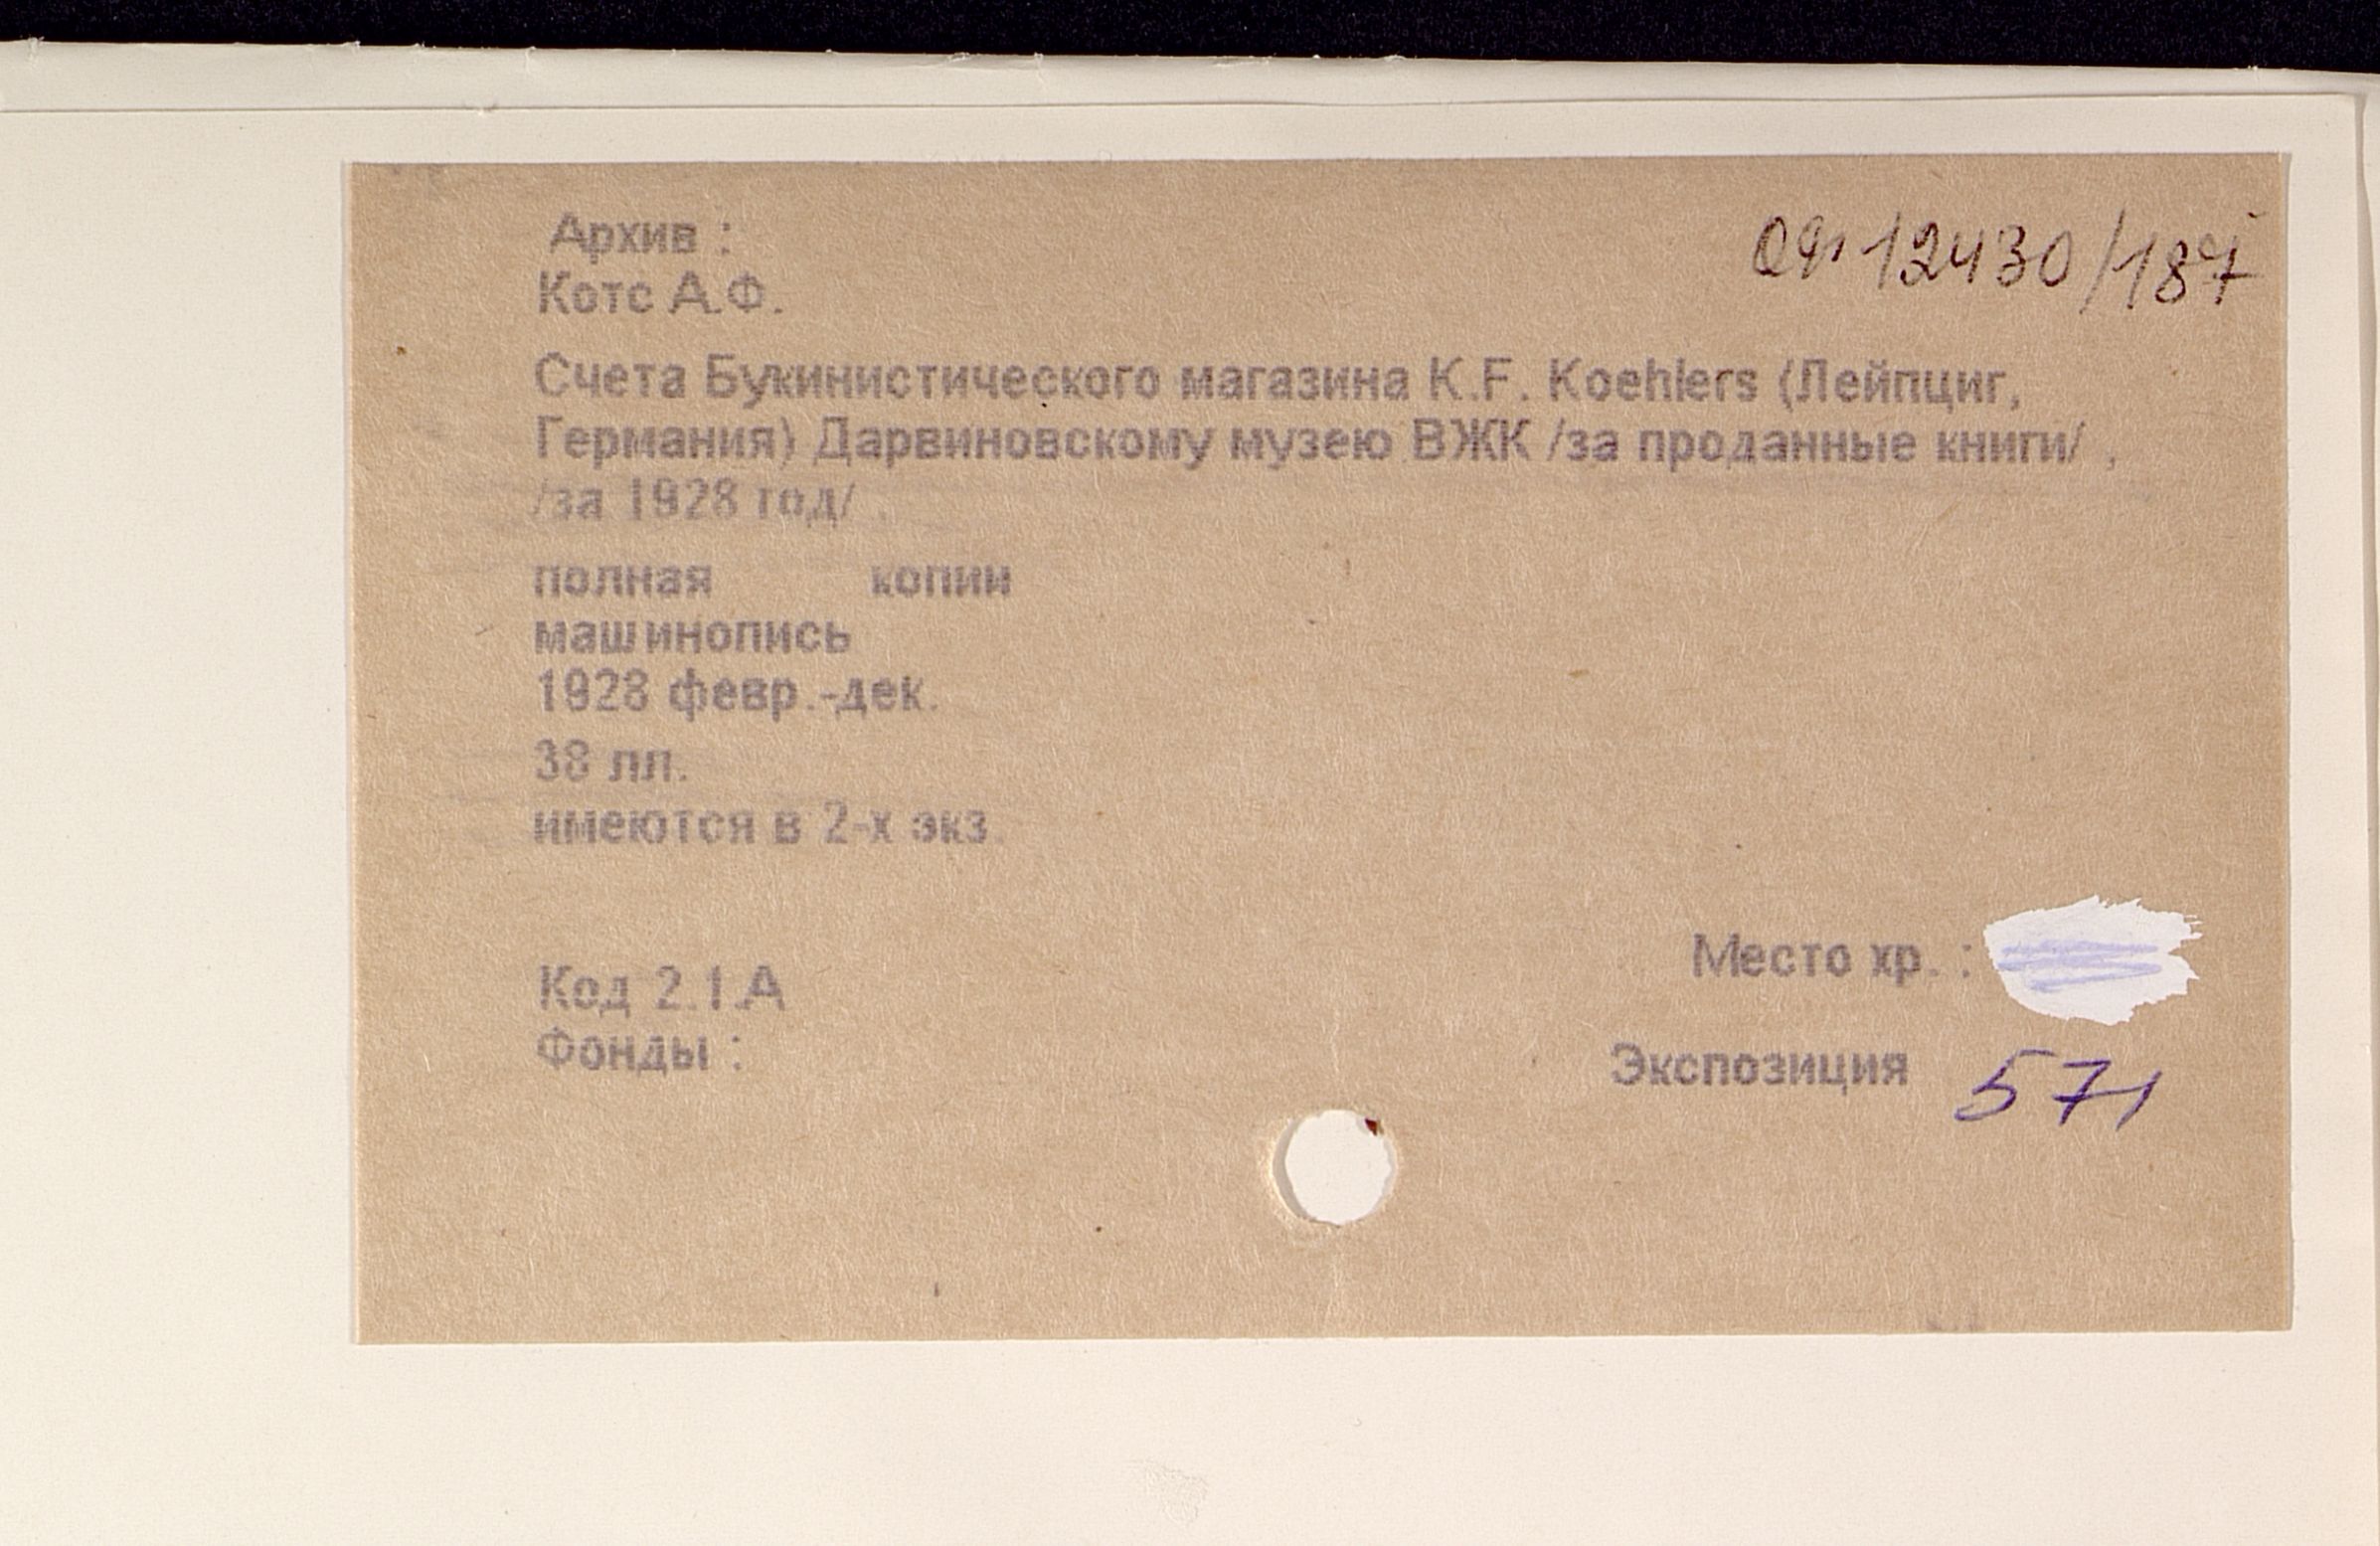 Архив :
ОФ 12430/187
Котс А.Ф.
Счета Букинистического магазина K.F. Koehlers (Лейпциг,
Германия) Дарвиновскому музею ВЖК /за проданные книги/ ,
/за 1928 год/ .
полная копии
машинопись
1928 февр.-дек.
38 лл.
имеются в 2-х экз.
Место хр. :
Код 2.1.А
Фонды :
Экспозиция 571